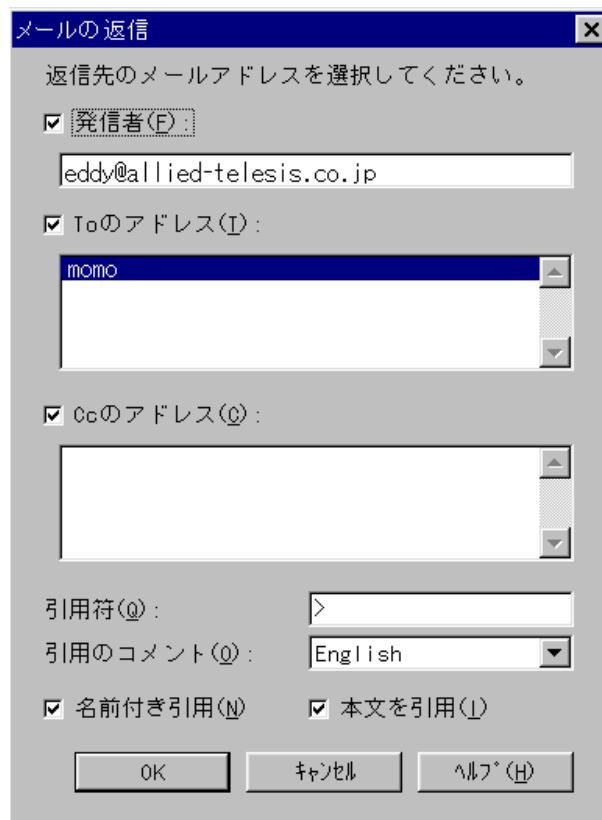 メールの返信
返信先のメールアドレスを選択してください。
発信者(F):
eddy@allied-telesis.co.jp
Toのアドレス(T):
momo
Ccのアドレス(C):
引用符(Q): >
引用のコメント(O): English
名前付き引用(N) 本文を引用(I)
OK ｷｬﾝｾﾙ ﾍﾙﾌﾟ(H)